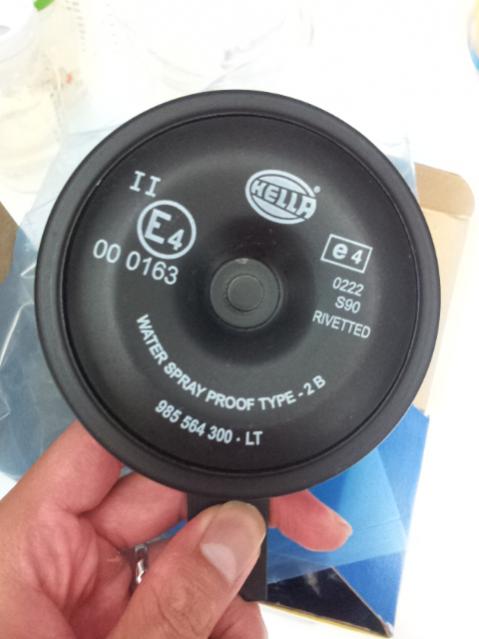 II
HELLA®
E4
00 0163
e4
0222
S90
RIVETTED
WATER SPRAY PROOF TYPE - 2 B
985 564 300 - LT